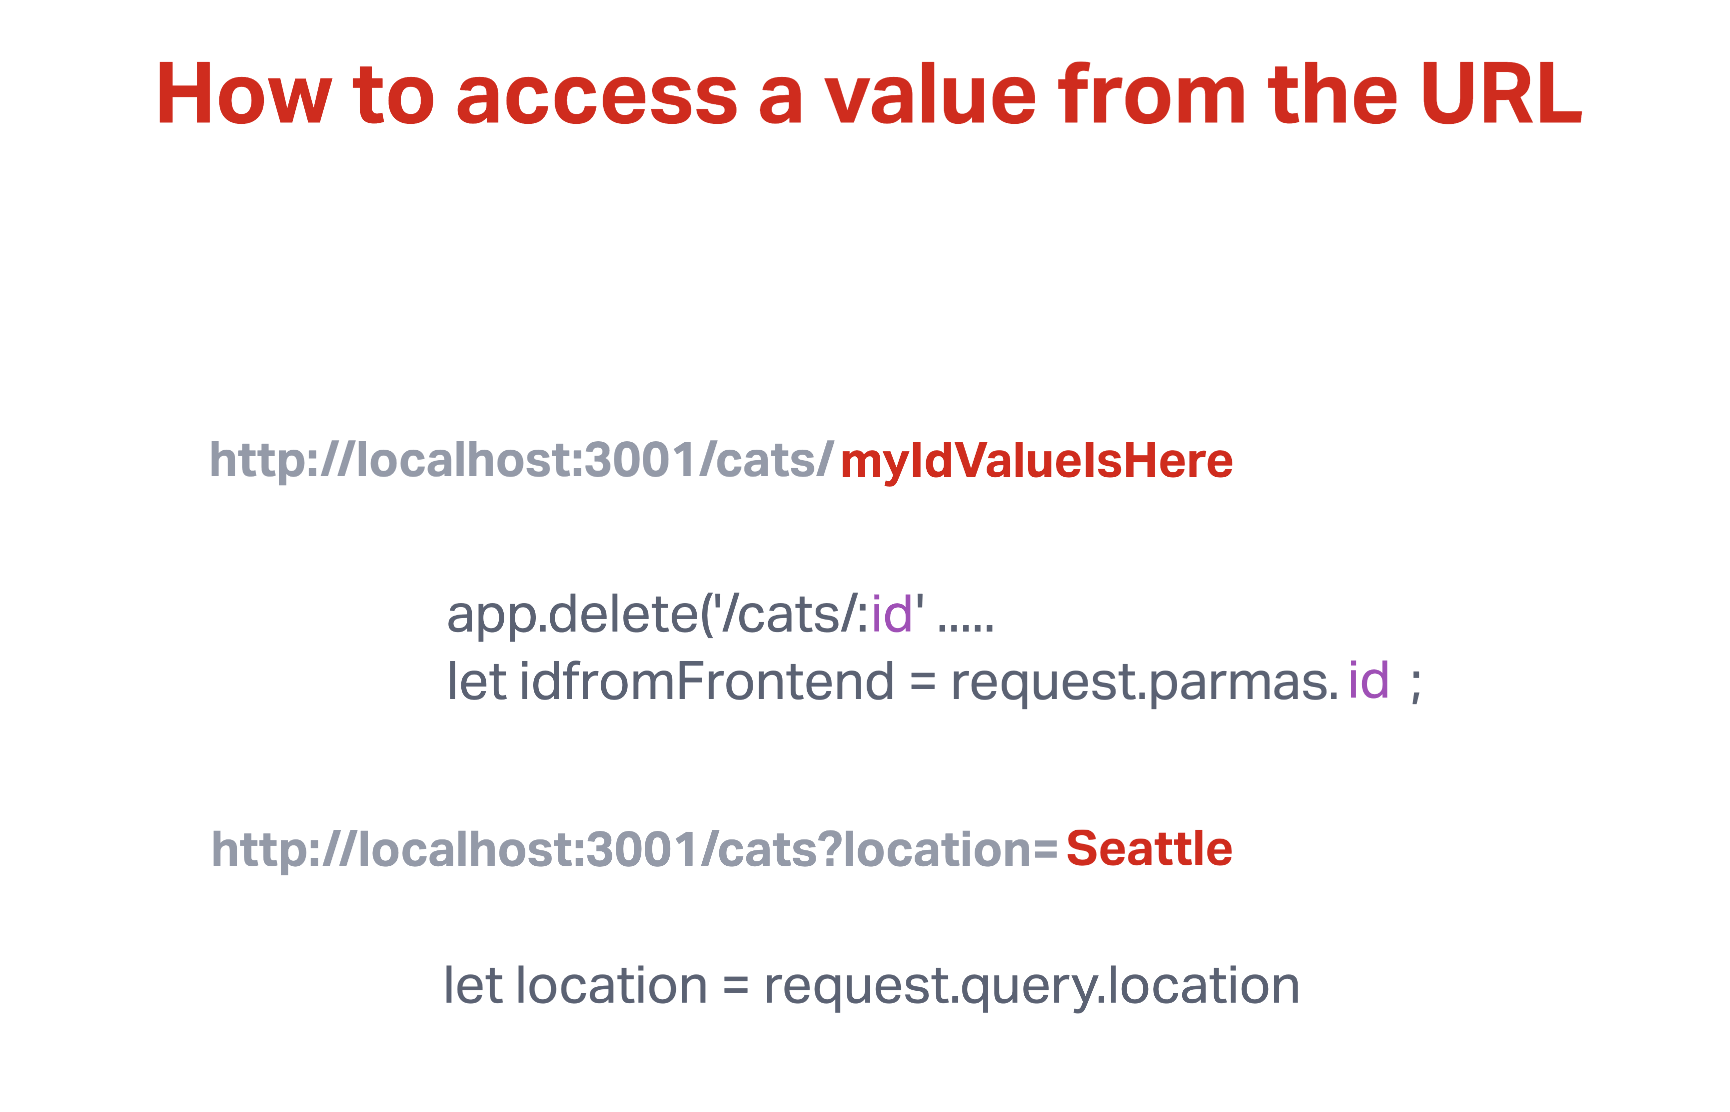 How to access a value from the URL
http://localhost:3001/cats/myIdValueIsHere
app.delete('/cats/:id' .....
let idfromFrontend = request.parmas. id ;
http://localhost:3001/cats?location= Seattle
let location = request.query.location